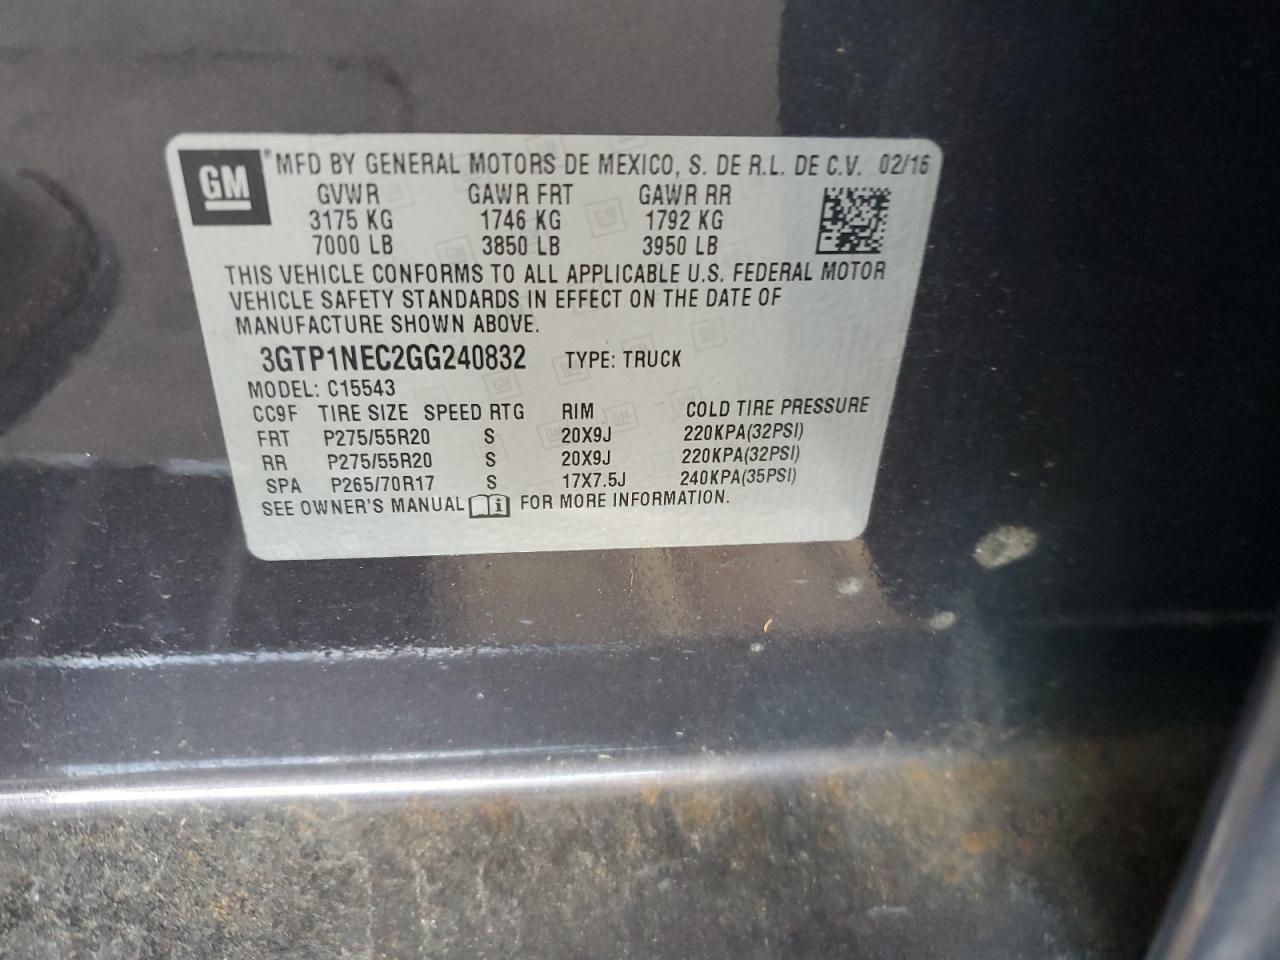 GM ® MFD BY GENERAL MOTORS DE MEXICO, S. DE R.L. DE C.V. 02/16
GVWR GAWR FRT GAWR RR
3175 KG 1746 KG 1792 KG
7000 LB 3850 LB 3950 LB
THIS VEHICLE CONFORMS TO ALL APPLICABLE U.S. FEDERAL MOTOR
VEHICLE SAFETY STANDARDS IN EFFECT ON THE DATE OF
MANUFACTURE SHOWN ABOVE.
3GTP1NEC2GG240832 TYPE: TRUCK
MODEL: C15543
CC9F TIRE SIZE SPEED RTG RIM COLD TIRE PRESSURE
FRT P275/55R20 S 20X9J 220KPA(32PSI)
RR P275/55R20 S 20X9J 220KPA(32PSI)
SPA P265/70R17 S 17X7.5J 240KPA(35PSI)
SEE OWNER'S MANUAL i FOR MORE INFORMATION.